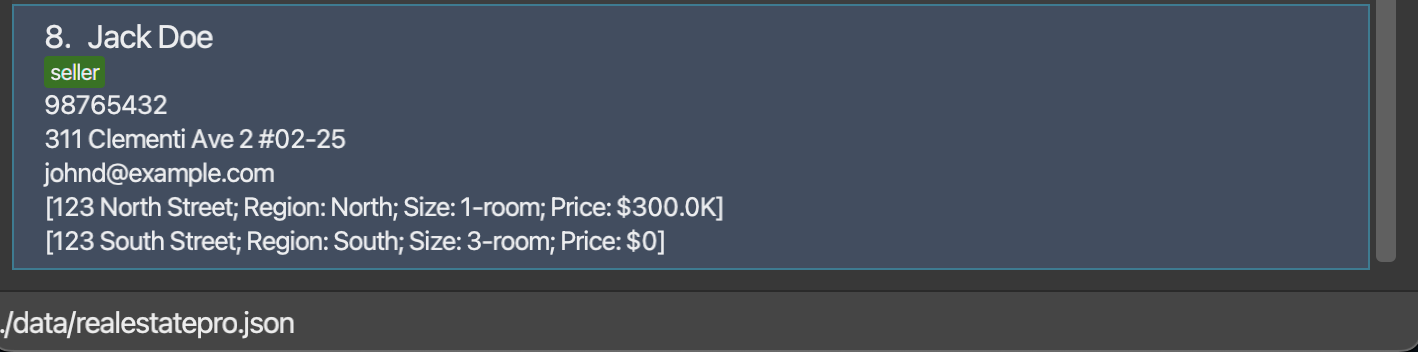 8. Jack Doe
seller
98765432
311 Clementi Ave 2 #02-25
johnd@example.com
[123 North Street; Region: North; Size: 1-room; Price: $300.0K]
[123 South Street; Region: South; Size: 3-room; Price: $0]
./data/realestatepro.json